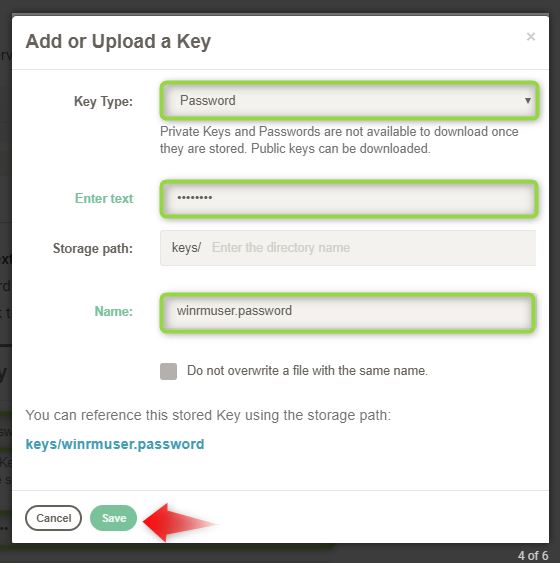 Add or Upload a Key
×
Key Type:
Password
Private Keys and Passwords are not available to download once
they are stored. Public keys can be downloaded.
Enter text
••••••••
Storage path:
keys/ Enter the directory name
Name:
winrmuser.password
Do not overwrite a file with the same name.
You can reference this stored Key using the storage path:
keys/winrmuser.password
Cancel
Save
4 of 6